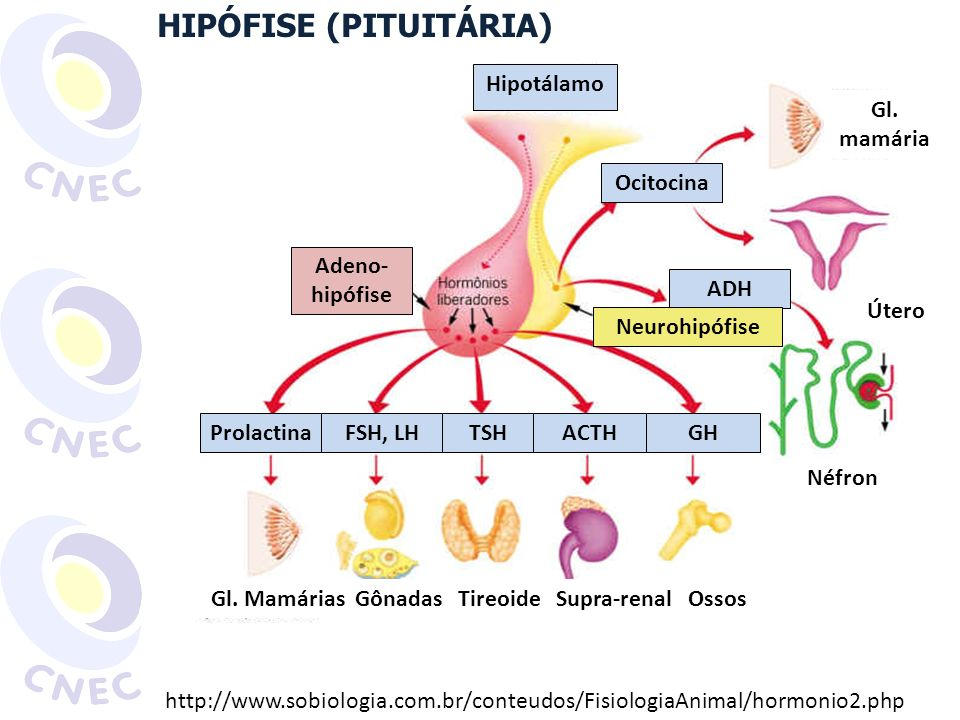 HIPÓFISE (PITUITÁRIA)
Hipotálamo
Gl.
mamária
Ocitocina
Adeno-
hipófise
Hormônios
liberadores
ADH
Neurohipófise
Útero
Prolactina FSH, LH TSH ACTH GH
Néfron
Gl. Mamárias Gônadas Tireoide Supra-renal Ossos
CNEC
CNEC
CNEC
http://www.sobiologia.com.br/conteudos/FisiologiaAnimal/hormonio2.php